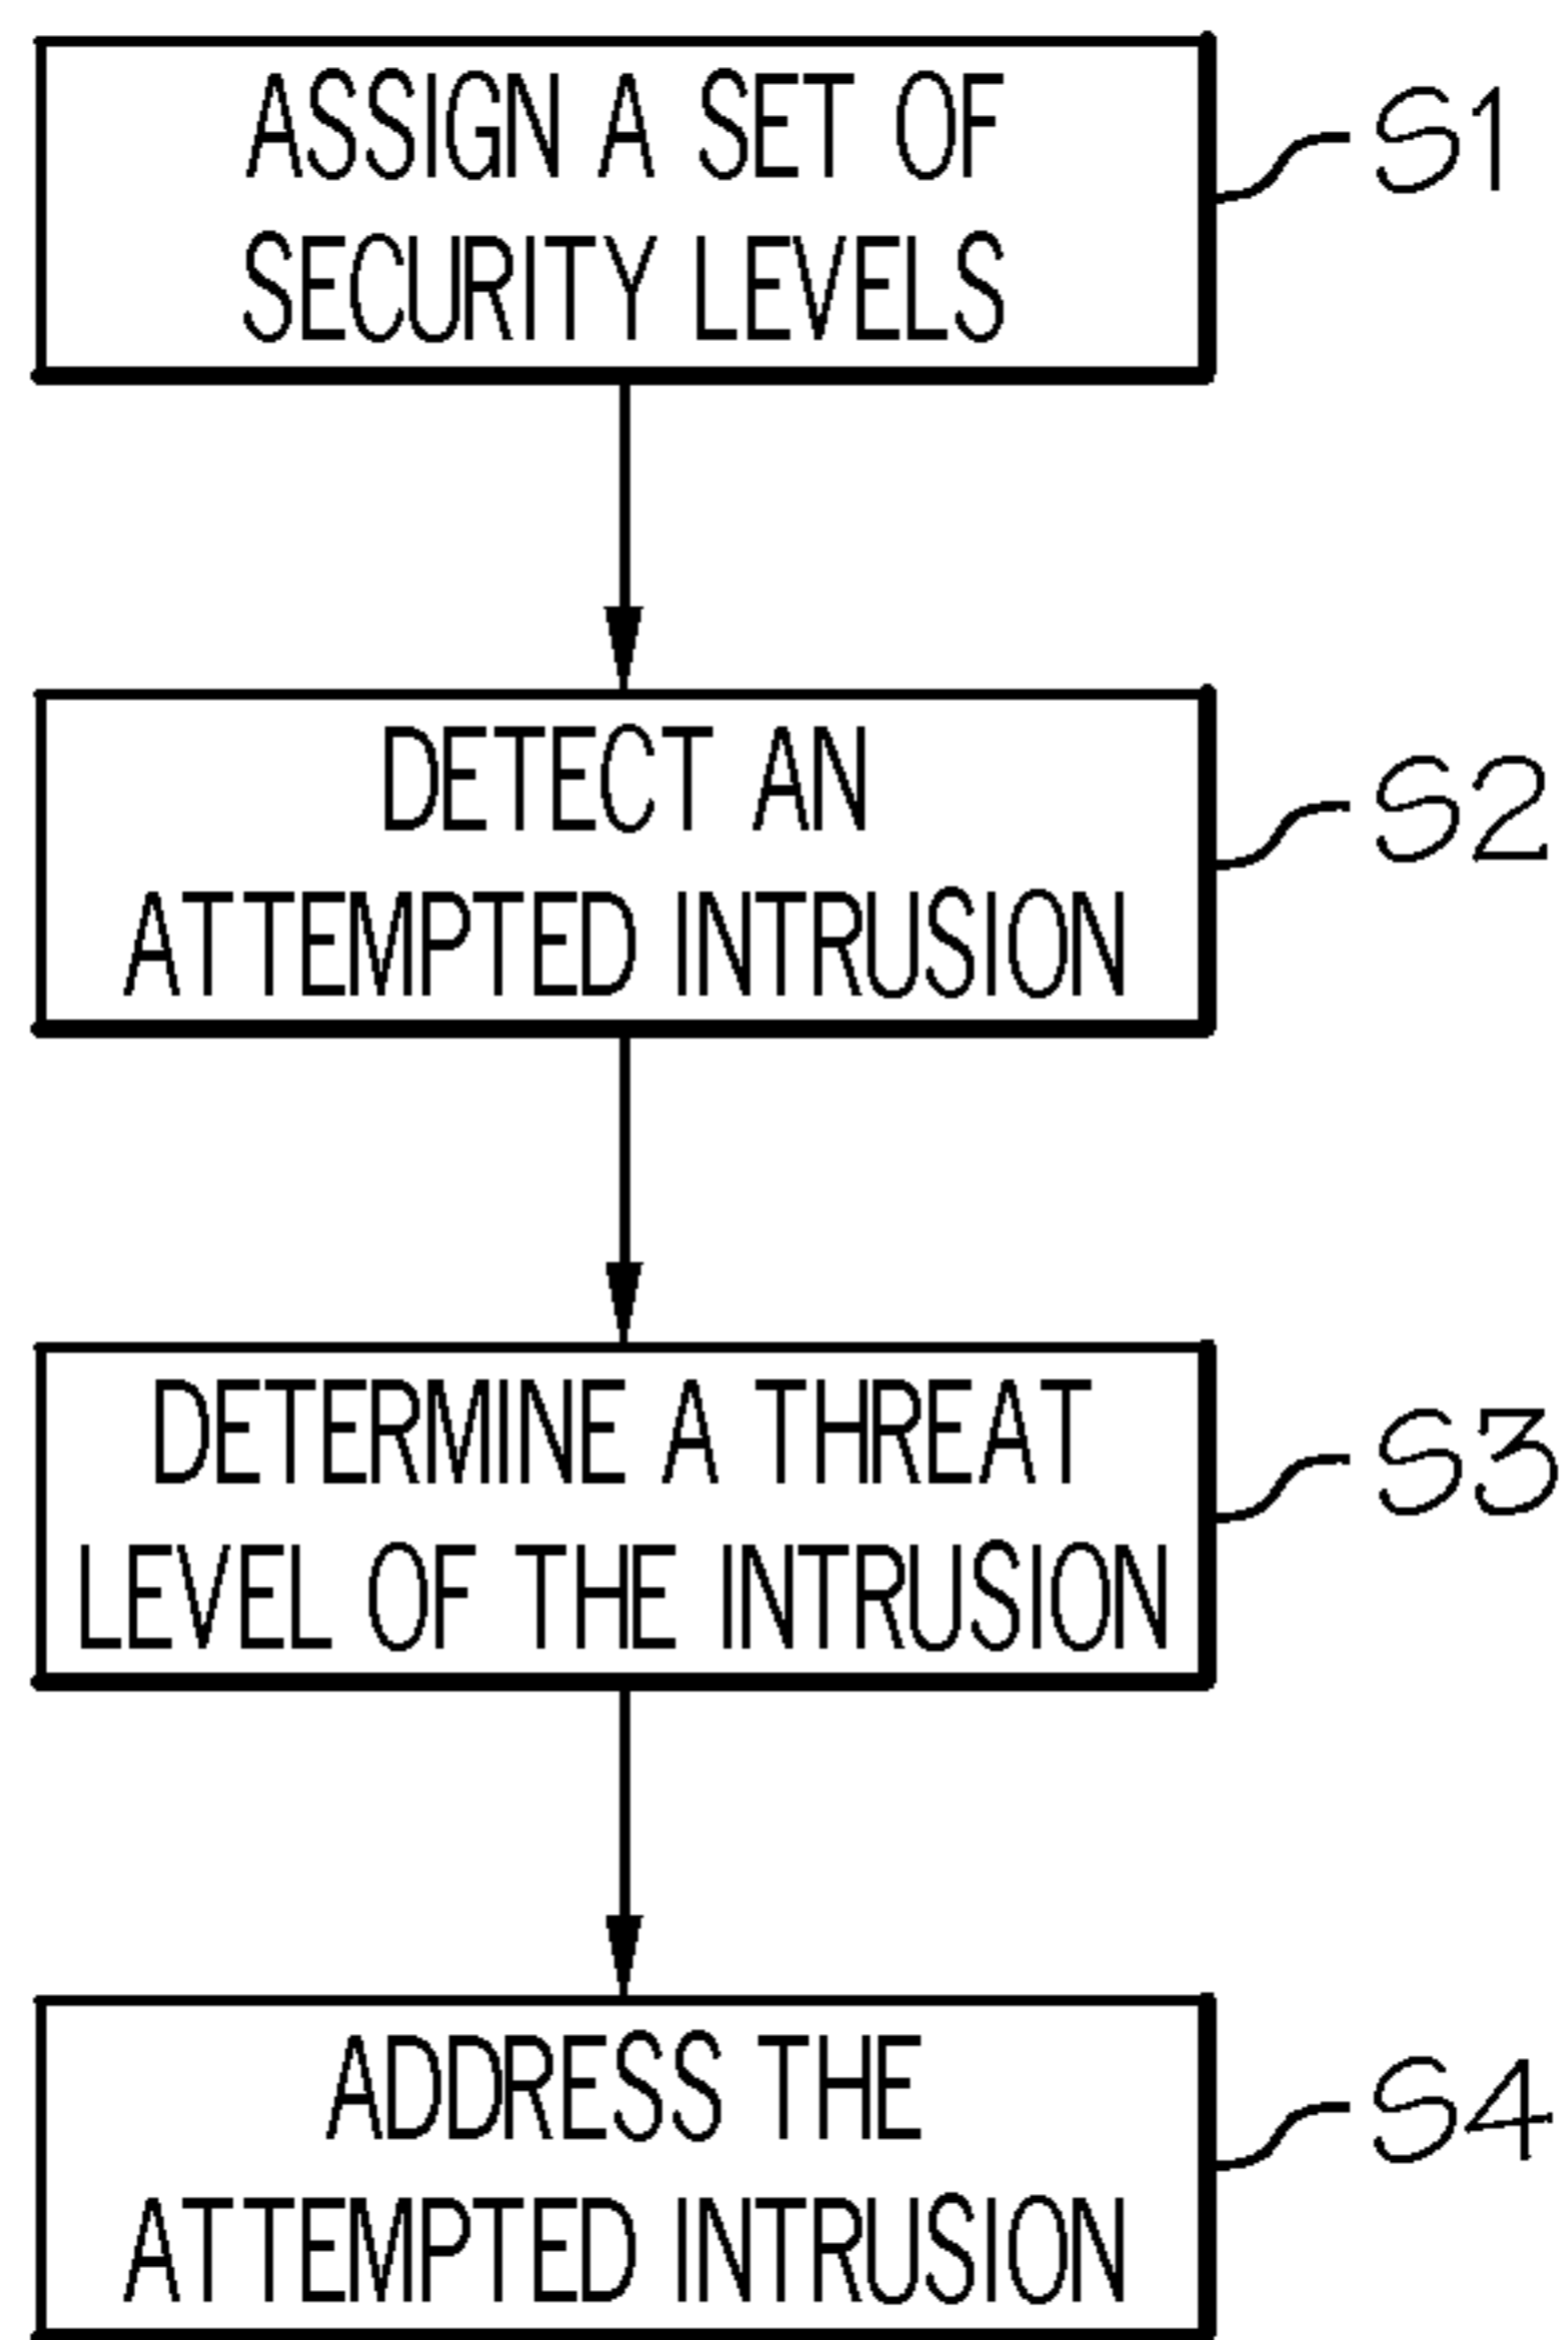 ASSIGN A SET OF
SECURITY LEVELS
S1
DETECT AN
ATTEMPTED INTRUSION
S2
DETERMINE A THREAT
LEVEL OF THE INTRUSION
S3
ADDRESS THE
ATTEMPTED INTRUSION
S4